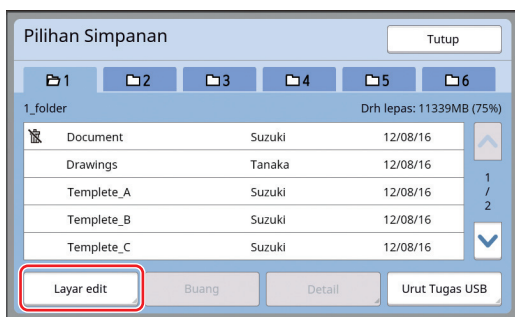 Pilihan Simpanan Tutup
1 2 3 4 5 6
1_folder Drh lepas: 11339MB (75%)
Document Suzuki 12/08/16
Drawings Tanaka 12/08/16
Templete_A Suzuki 12/08/16
Templete_B Suzuki 12/08/16
Templete_C Suzuki 12/08/16
1
/
2
Layar edit Buang Detail Urut Tugas USB